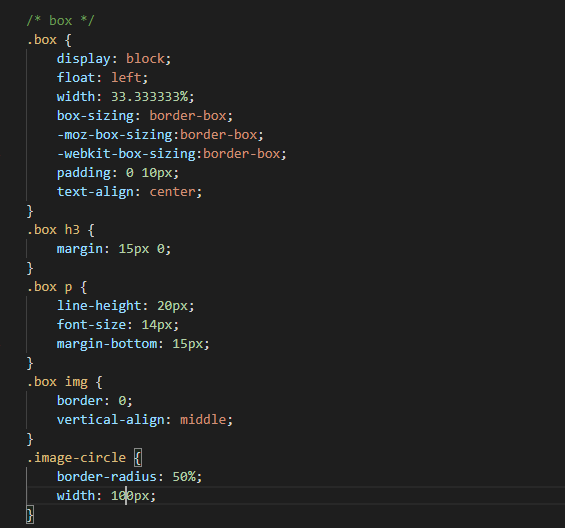 /* box */
.box {
    display: block;
    float: left;
    width: 33.333333%;
    box-sizing: border-box;
    -moz-box-sizing:border-box;
    -webkit-box-sizing:border-box;
    padding: 0 10px;
    text-align: center;
}
.box h3 {
    margin: 15px 0;
}
.box p {
    line-height: 20px;
    font-size: 14px;
    margin-bottom: 15px;
}
.box img {
    border: 0;
    vertical-align: middle;
}
.image-circle {
    border-radius: 50%;
    width: 100px;
}